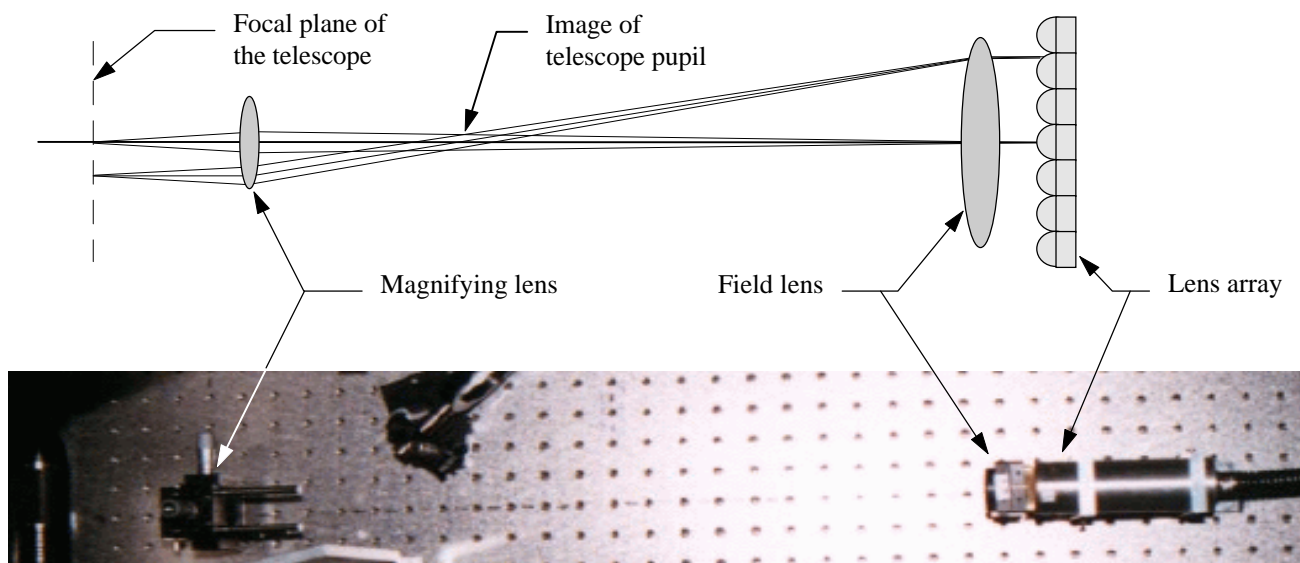 Focal plane of
the telescope
Image of
telescope pupil
Magnifying lens
Field lens
Lens array